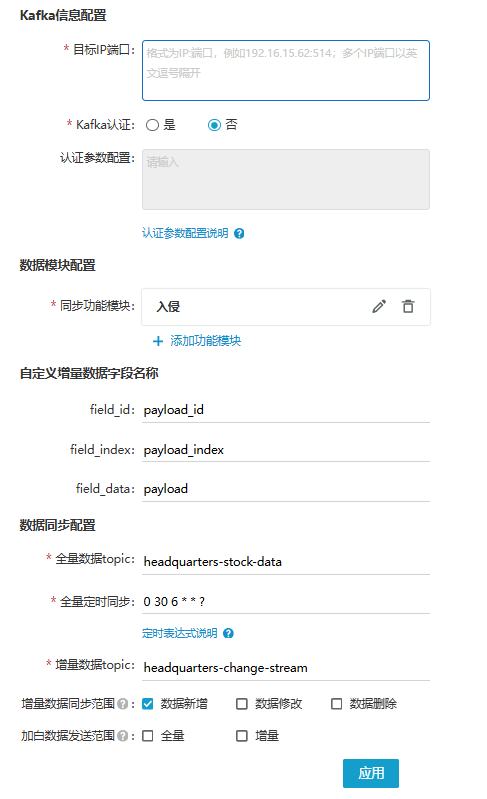 Kafka信息配置
* 目标IP端口： 格式为IP:端口，例如192.16.15.62:514；多个IP端口以英
文逗号隔开
* Kafka认证： 是 否
认证参数配置： 请输入
认证参数配置说明 ?
数据模块配置
* 同步功能模块： 入侵
+ 添加功能模块
自定义增量数据字段名称
field_id： payload_id
field_index： payload_index
field_data： payload
数据同步配置
* 全量数据topic： headquarters-stock-data
* 全量定时同步： 0 30 6 * * ?
定时表达式说明 ?
* 增量数据topic： headquarters-change-stream
增量数据同步范围 ?： 数据新增 数据修改 数据删除
加白数据发送范围 ?： 全量 增量
应用